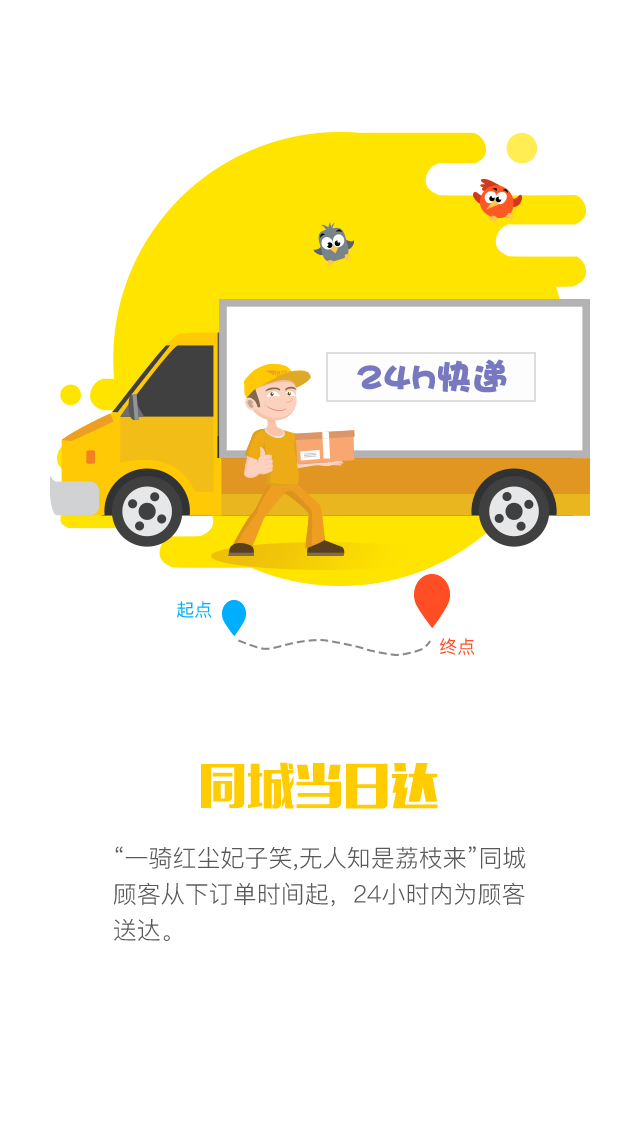 24h快递
起点
终点
同城当日达
“一骑红尘妃子笑,无人知是荔枝来”同城
顾客从下订单时间起，24小时内为顾客
送达。